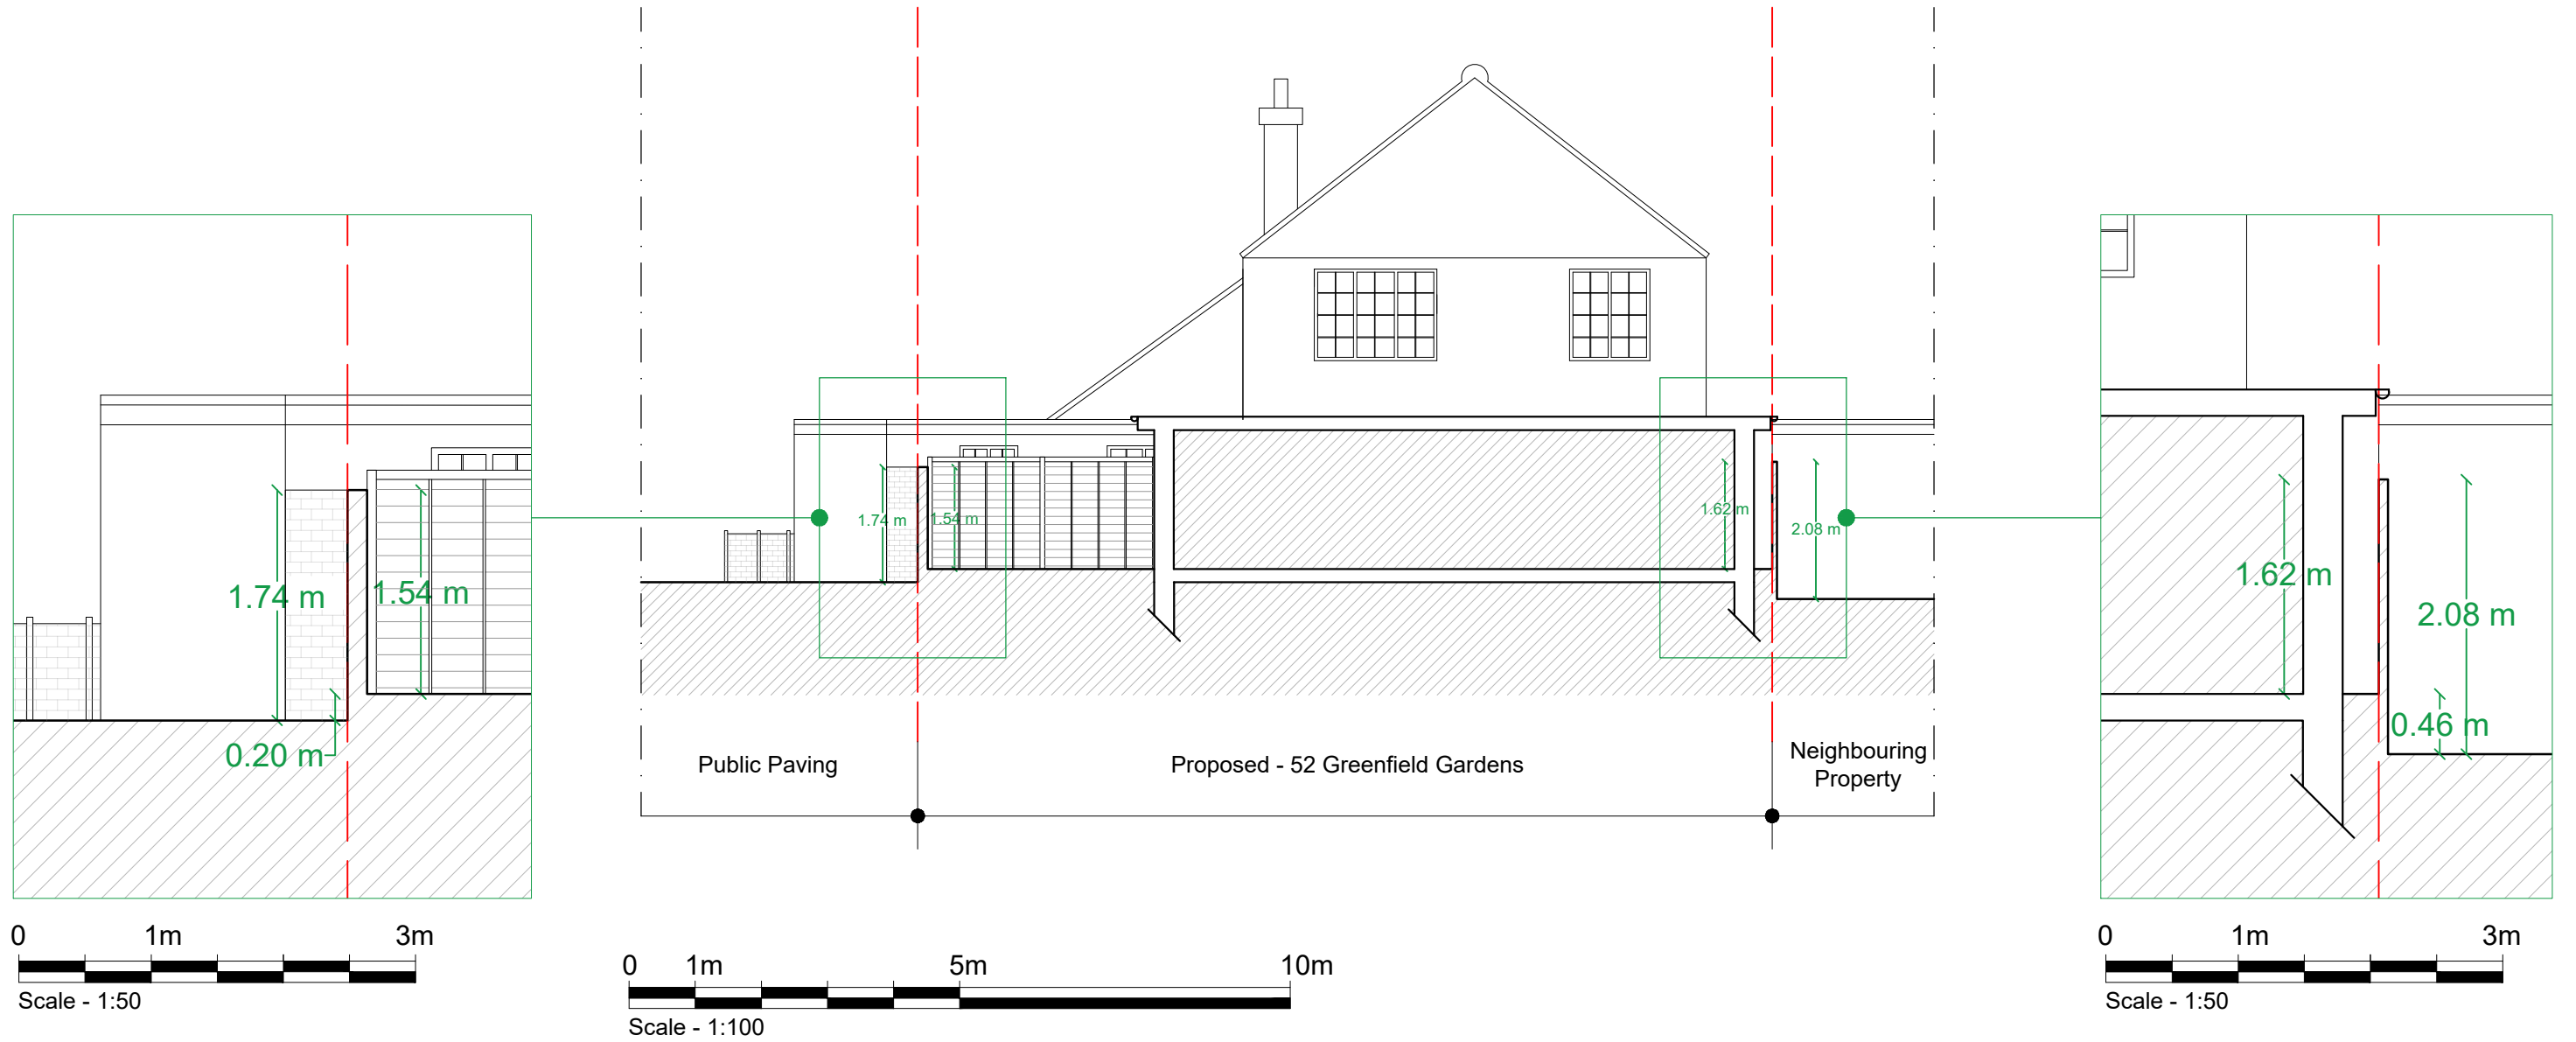 1.74 m
1.54 m
0.20 m
0 1m 3m
Scale - 1:50
1.74 m
1.54 m
1.62 m
2.08 m
Public Paving
Proposed - 52 Greenfield Gardens
Neighbouring
Property
0 1m 5m 10m
Scale - 1:100
1.62 m
2.08 m
0.46 m
0 1m 3m
Scale - 1:50